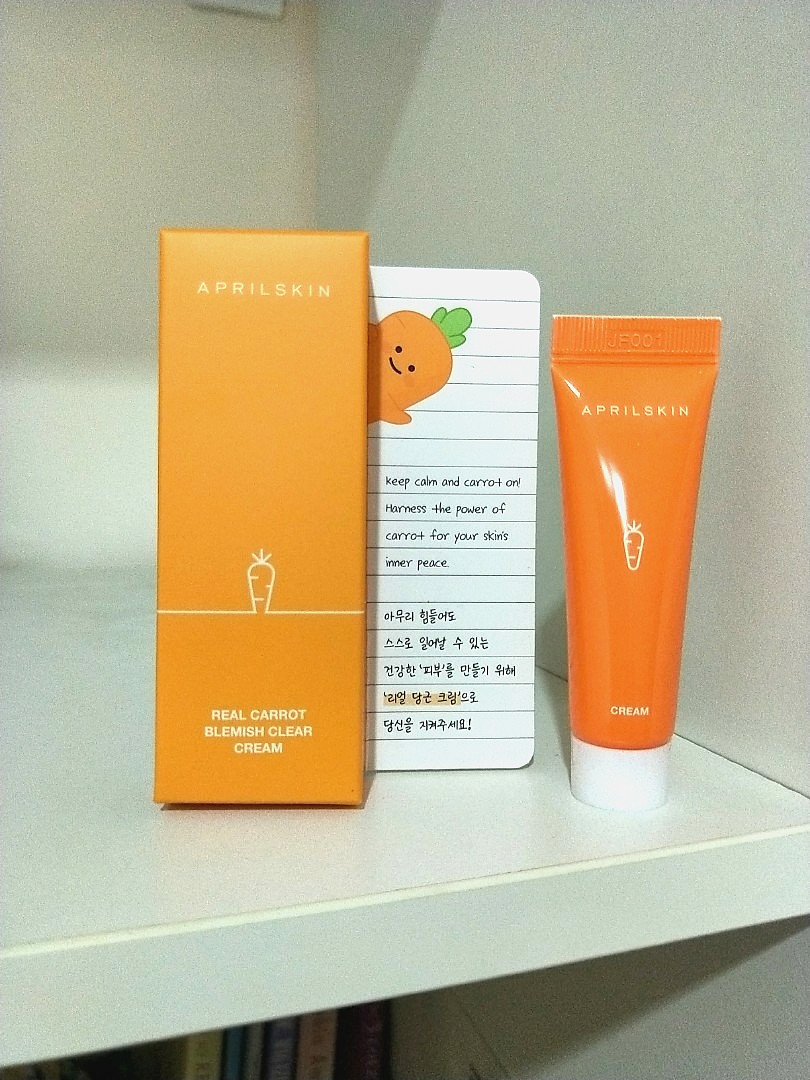 APRILSKIN
REAL CARROT
BLEMISH CLEAR
CREAM
keep calm and carrot on!
Harness the power of
carrot for your skin's
inner peace.
아무리 힘들어도
스스로 일어날 수 있는
건강한 '피부'를 만들기 위해
'리얼 당근 크림'으로
당신을 지켜주세요!
JF001
APRILSKIN
CREAM